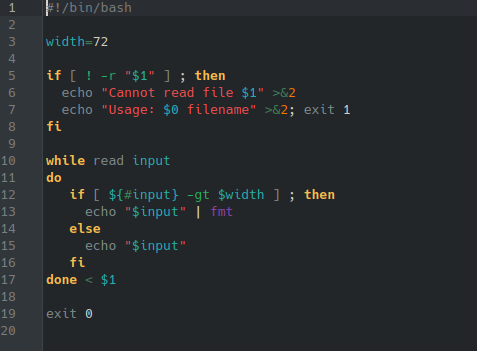 1 #!/bin/bash
2
3 width=72
4
5 if [ ! -r "$1" ] ; then
6   echo "Cannot read file $1" >&2
7   echo "Usage: $0 filename" >&2; exit 1
8 fi
9
10 while read input
11 do
12    if [ ${#input} -gt $width ] ; then
13      echo "$input" | fmt
14    else
15      echo "$input"
16    fi
17 done < $1
18
19 exit 0
20